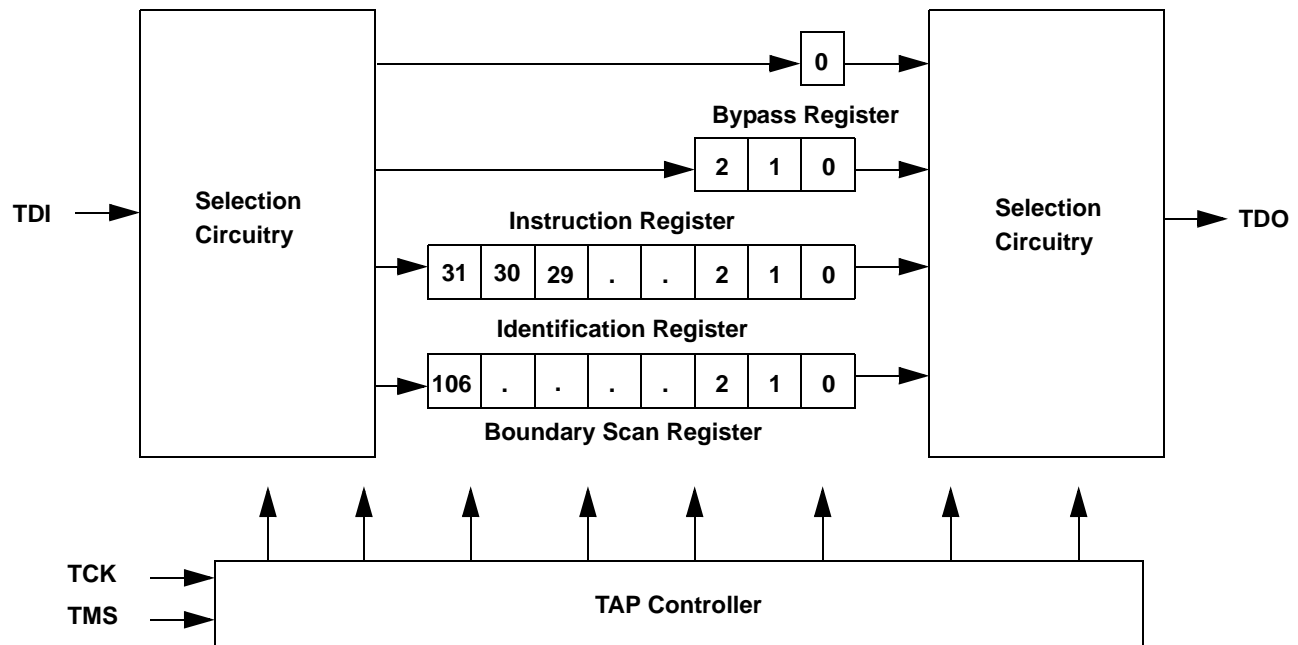 0
Bypass Register
2 1 0
TDI
Selection
Circuitry
Selection
Circuitry
TDO
Instruction Register
31 30 29 . . 2 1 0
Identification Register
106 . . . . 2 1 0
Boundary Scan Register
TCK
TMS
TAP Controller